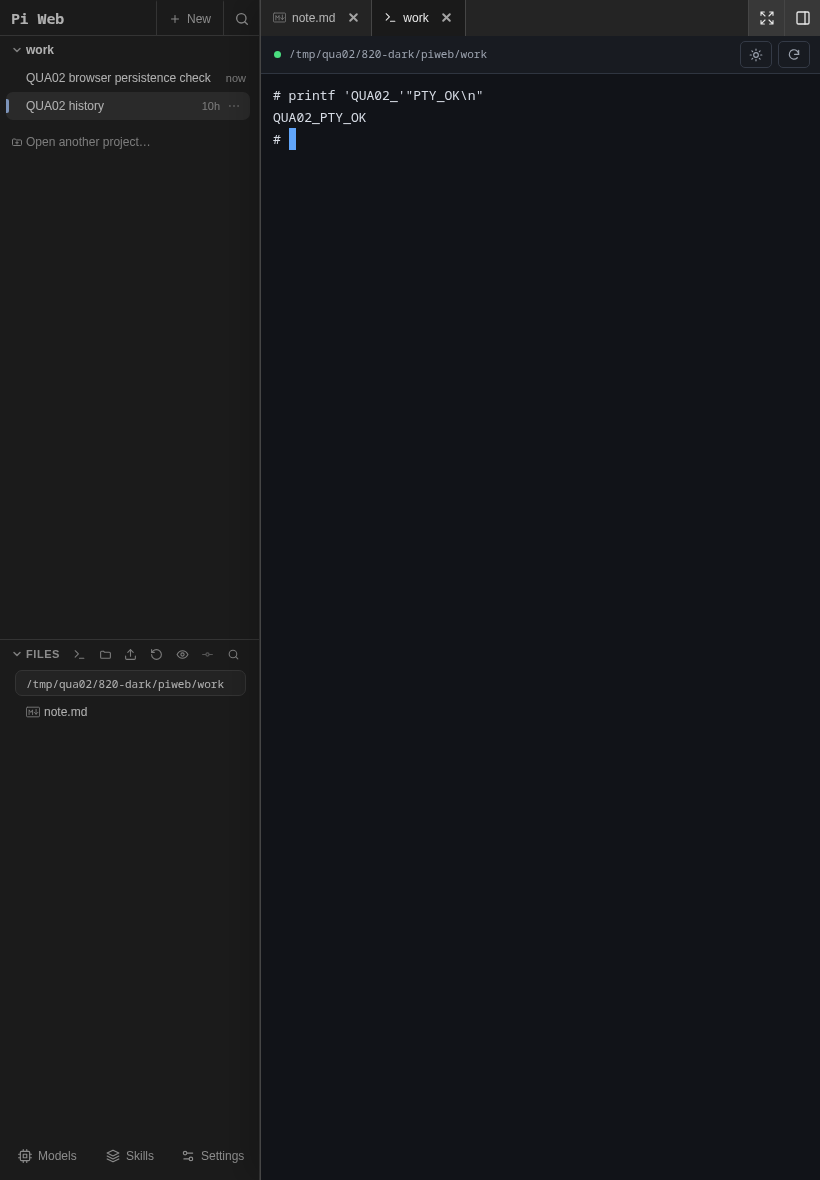 Pi Web
New
note.md
work
work
/tmp/qua02/820-dark/piweb/work
QUA02 browser persistence check now
QUA02 history 10h
Open another project…
# printf 'QUA02_'"PTY_OK\n"
QUA02_PTY_OK
#
FILES
/tmp/qua02/820-dark/piweb/work
note.md
Models
Skills
Settings